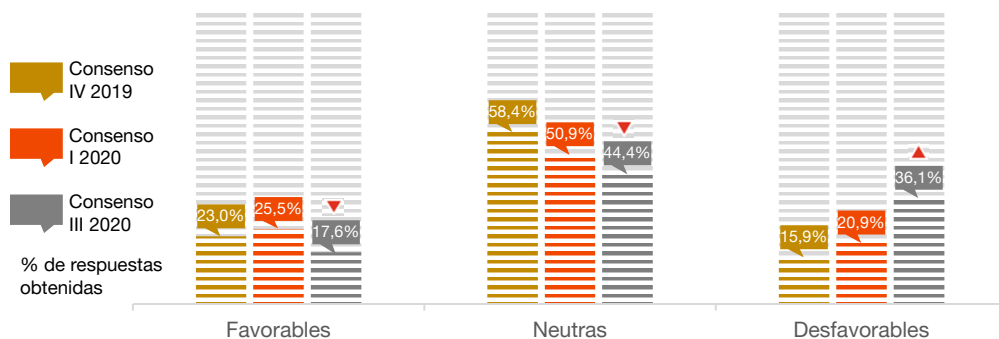 Consenso
IV 2019
Consenso
I 2020
Consenso
III 2020
% de respuestas
obtenidas
23,0%
25,5%
17,6%
58,4%
50,9%
44,4%
15,9%
20,9%
36,1%
Favorables
Neutras
Desfavorables